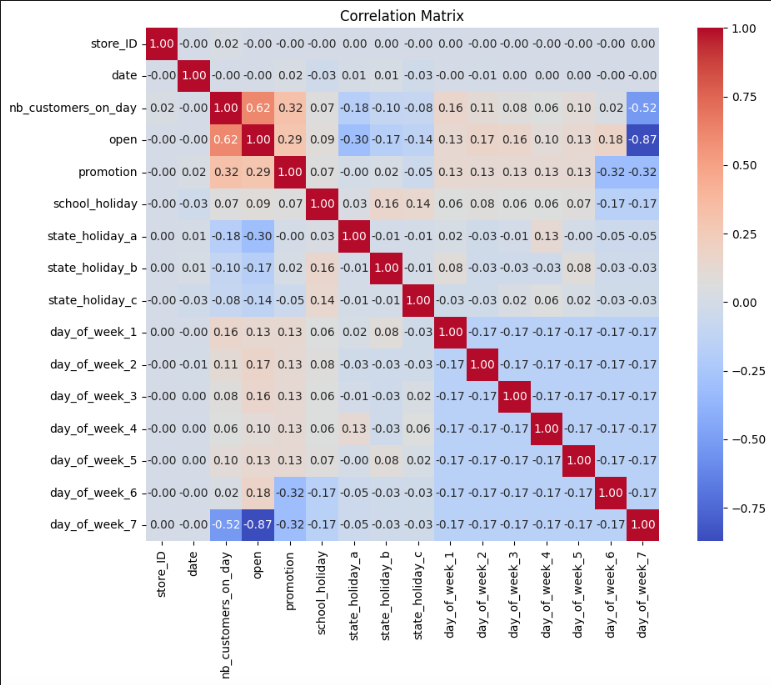 Correlation Matrix
store_ID 1.00 -0.00 0.02 -0.00 -0.00 -0.00 -0.00 0.00 0.00 -0.00 -0.00 -0.00 -0.00 -0.00 -0.00 0.00 1.00
date -0.00 1.00 -0.00 -0.00 0.02 -0.03 0.01 0.01 -0.03 -0.00 -0.01 0.00 0.00 -0.00 -0.00 -0.00
nb_customers_on_day 0.02 -0.00 1.00 0.62 0.32 0.07 -0.18 -0.10 -0.08 0.16 0.11 0.08 0.06 0.10 0.02 -0.52 0.75
open -0.00 -0.00 0.62 1.00 0.29 0.09 -0.30 -0.17 -0.14 0.13 0.17 0.16 0.10 0.13 0.18 -0.87
promotion -0.00 0.02 0.32 0.29 1.00 0.07 -0.00 0.02 -0.05 0.13 0.13 0.13 0.13 0.13 -0.32 -0.32 0.50
school_holiday -0.00 -0.03 0.07 0.09 0.07 1.00 0.03 0.16 0.14 0.06 0.08 0.06 0.06 0.07 -0.17 -0.17
state_holiday_a -0.00 0.01 -0.18 -0.30 -0.00 0.03 1.00 -0.01 -0.01 0.02 -0.03 -0.01 0.13 -0.00 -0.05 -0.05 0.25
state_holiday_b -0.00 0.01 -0.10 -0.17 0.02 0.16 -0.01 1.00 -0.01 0.08 -0.03 -0.03 -0.03 0.08 -0.03 -0.03
state_holiday_c -0.00 -0.03 -0.08 -0.14 -0.05 0.14 -0.01 -0.01 1.00 -0.03 -0.03 0.02 0.06 0.02 -0.03 -0.03 0.00
day_of_week_1 -0.00 -0.00 0.16 0.13 0.13 0.06 0.02 0.08 -0.03 1.00 -0.17 -0.17 -0.17 -0.17 -0.17 -0.17
day_of_week_2 -0.00 -0.01 0.11 0.17 0.13 0.08 -0.03 -0.03 -0.03 -0.17 1.00 -0.17 -0.17 -0.17 -0.17 -0.17 -0.25
day_of_week_3 -0.00 0.00 0.08 0.16 0.13 0.06 -0.01 -0.03 0.02 -0.17 -0.17 1.00 -0.17 -0.17 -0.17 -0.17
day_of_week_4 -0.00 0.00 0.06 0.10 0.13 0.06 0.13 -0.03 0.06 -0.17 -0.17 -0.17 1.00 -0.17 -0.17 -0.17 -0.50
day_of_week_5 -0.00 -0.00 0.10 0.13 0.13 0.07 -0.00 0.08 0.02 -0.17 -0.17 -0.17 -0.17 1.00 -0.17 -0.17
day_of_week_6 -0.00 -0.00 0.02 0.18 -0.32 -0.17 -0.05 -0.03 -0.03 -0.17 -0.17 -0.17 -0.17 -0.17 1.00 -0.17 -0.75
day_of_week_7 0.00 -0.00 -0.52 -0.87 -0.32 -0.17 -0.05 -0.03 -0.03 -0.17 -0.17 -0.17 -0.17 -0.17 -0.17 1.00
store_ID
date
nb_customers_on_day
open
promotion
school_holiday
state_holiday_a
state_holiday_b
state_holiday_c
day_of_week_1
day_of_week_2
day_of_week_3
day_of_week_4
day_of_week_5
day_of_week_6
day_of_week_7